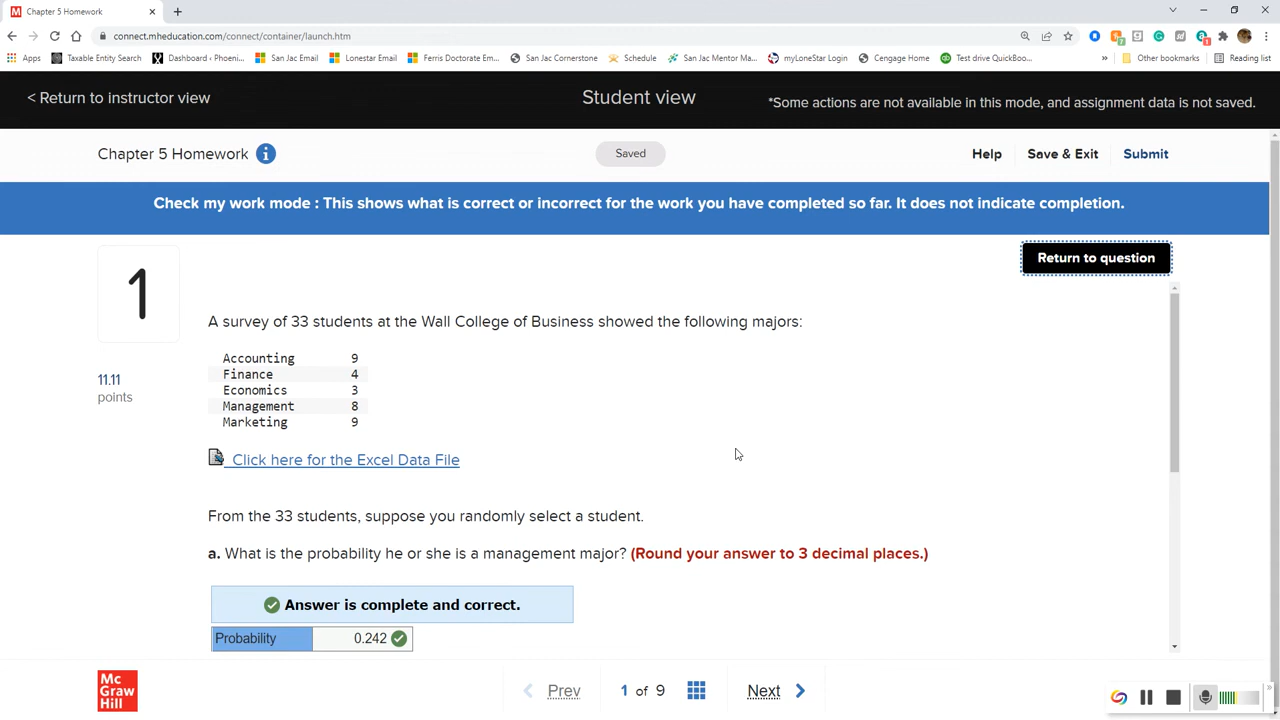 Chapter 5 Homework
connect.mheducation.com/connect/container/launch.htm
Apps
Taxable Entity Search
Dashboard ‹ Phoeni...
San Jac Email
Lonestar Email
Ferris Doctorate Em...
San Jac Cornerstone
Schedule
San Jac Mentor Ma...
myLoneStar Login
Cengage Home
Test drive QuickBoo...
»
Other bookmarks
Reading list
< Return to instructor view
Student view
*Some actions are not available in this mode, and assignment data is not saved.
Chapter 5 Homework
Saved
Help
Save & Exit
Submit
Check my work mode : This shows what is correct or incorrect for the work you have completed so far. It does not indicate completion.
1
Return to question
11.11
points
A survey of 33 students at the Wall College of Business showed the following majors:
Accounting 9
Finance 4
Economics 3
Management 8
Marketing 9
Click here for the Excel Data File
From the 33 students, suppose you randomly select a student.
a. What is the probability he or she is a management major? (Round your answer to 3 decimal places.)
Answer is complete and correct.
Probability 0.242
Mc
Graw
Hill
Prev
1 of 9
Next